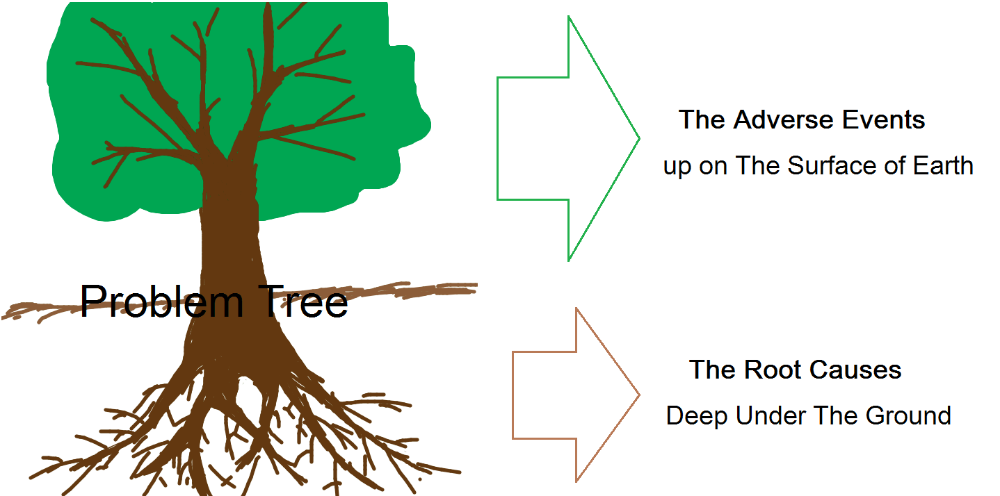 The Adverse Events
up on The Surface of Earth
Problem Tree
The Root Causes
Deep Under The Ground